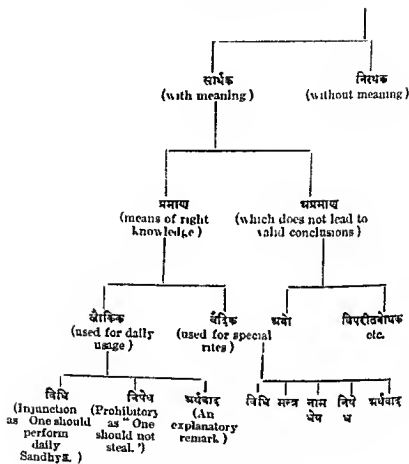 सार्थक
(with meaning)
निरर्थक
(without meaning)
प्रमाण
(means of right
knowledge)
अप्रमाण
(which does not lead to
valid conclusions)
लौकिक
(used for daily
usage)
वैदिक
(used for special
rites)
विपरीतबोधक
etc.
विधि
(Injunction
as One should
perform
daily
Sandhyā.)
निषेध
(Prohibitory
as "One
should not
steal.")
अर्थवाद
(An
explanatory
remark.)
विधि मन्त्र नाम निषे अर्थवाद
धेय ध